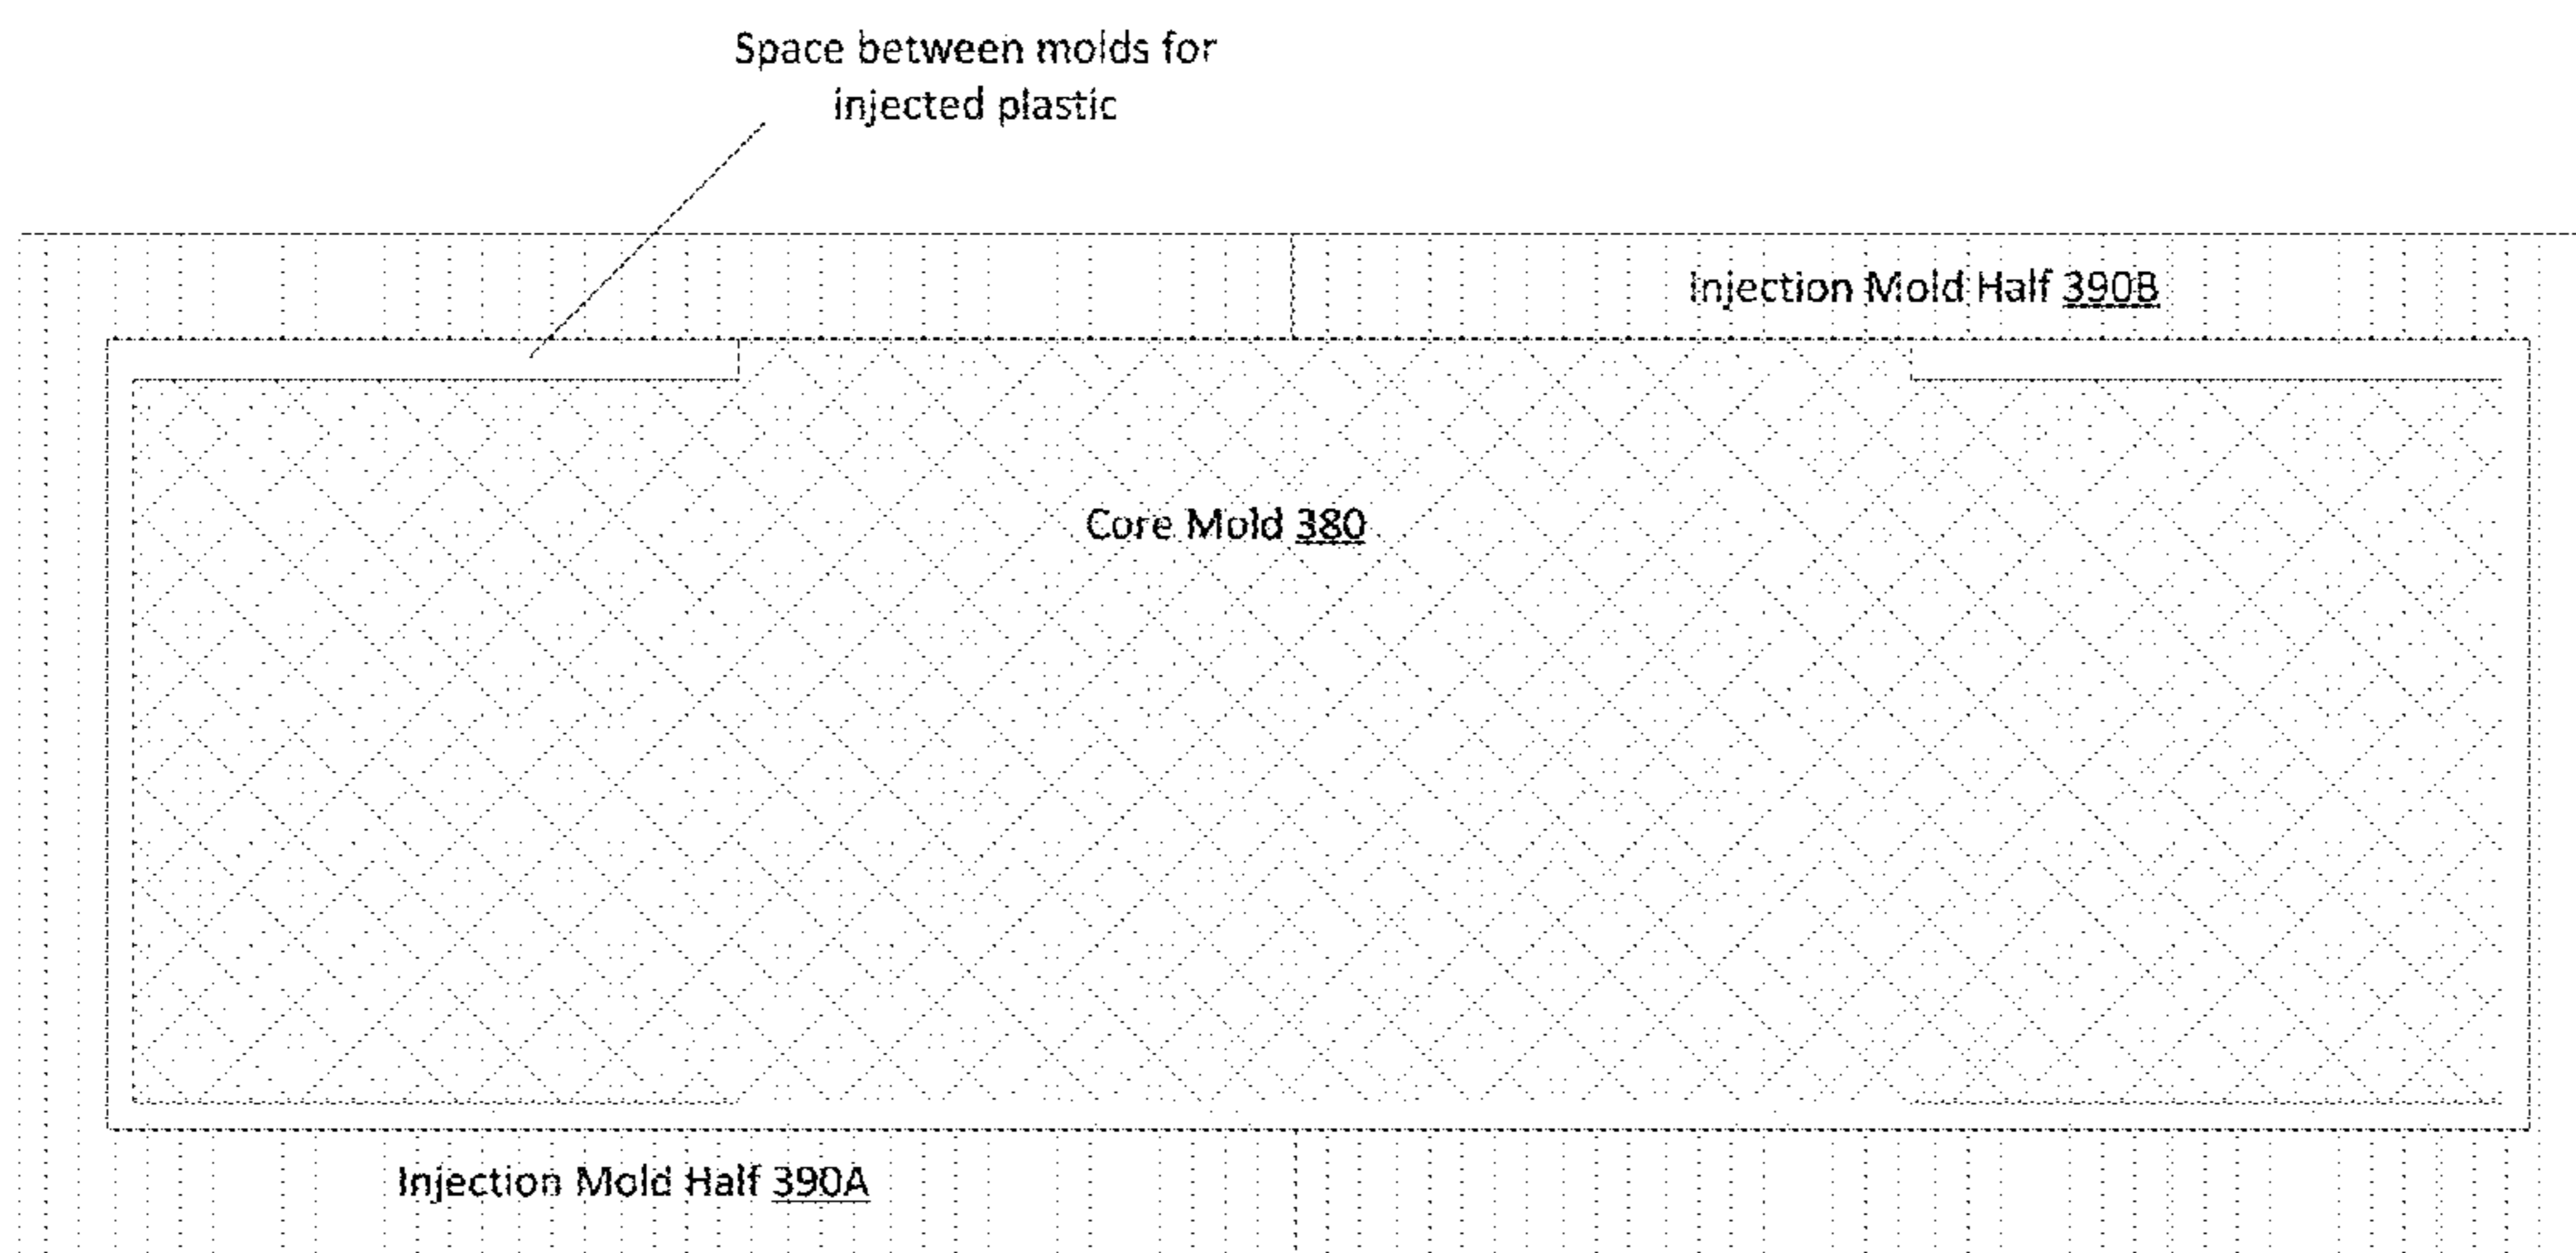 Space between molds for
injected plastic
Injection Mold Half 390B
Core Mold 380
Injection Mold Half 390A